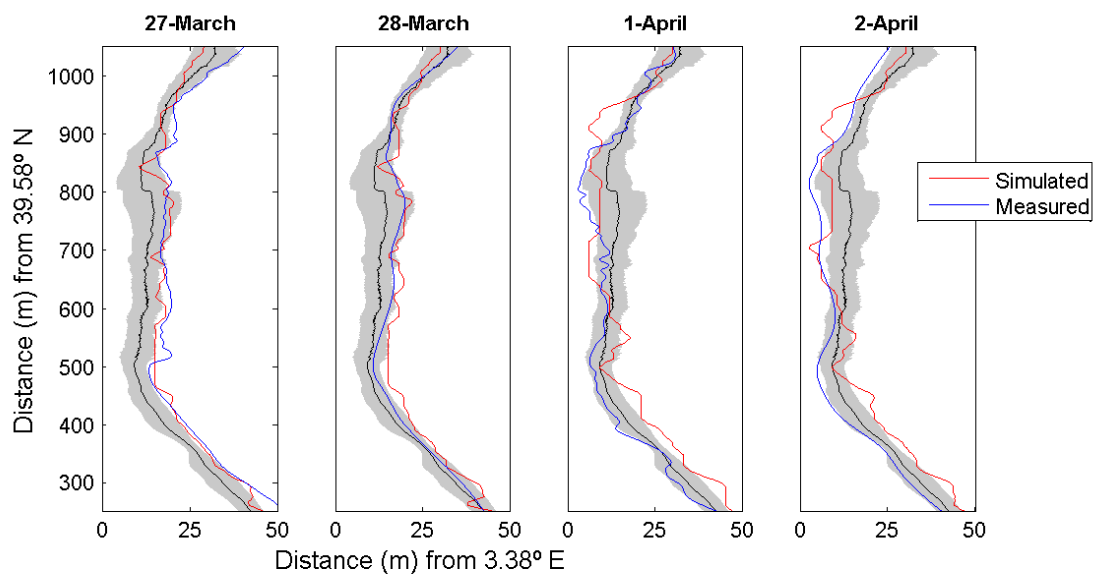 27-March 28-March 1-April 2-April
Distance (m) from 39.58º N
1000
900
800
700
600
500
400
300
Simulated
Measured
0 25 50 0 25 50 0 25 50 0 25 50
Distance (m) from 3.38º E